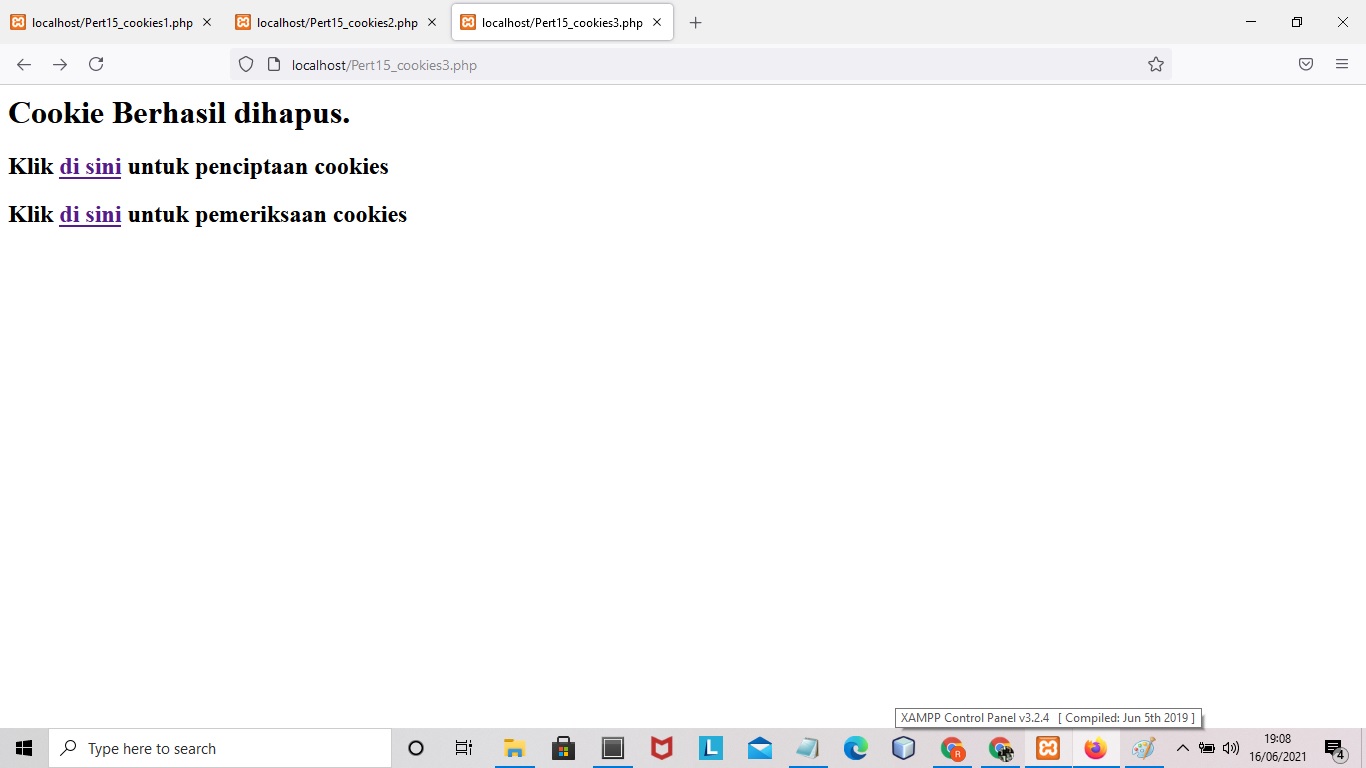 localhost/Pert15_cookies1.php
localhost/Pert15_cookies2.php
localhost/Pert15_cookies3.php
localhost/Pert15_cookies3.php
Cookie Berhasil dihapus.
Klik di sini untuk penciptaan cookies
Klik di sini untuk pemeriksaan cookies
XAMPP Control Panel v3.2.4 [ Compiled: Jun 5th 2019 ]
Type here to search
L
R
19:08
16/06/2021
4